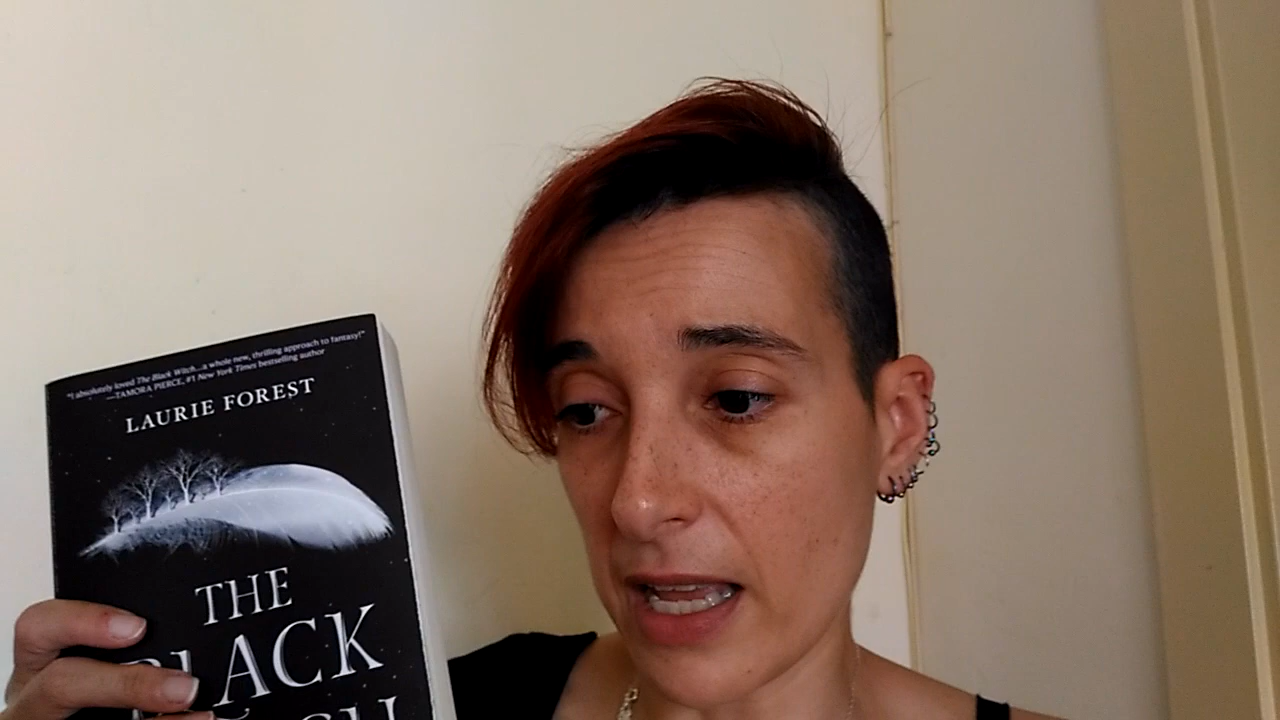 "I absolutely loved The Black Witch...a whole new, thrilling approach to fantasy!"
—TAMORA PIERCE, #1 New York Times bestselling author
LAURIE FOREST
THE
BLACK